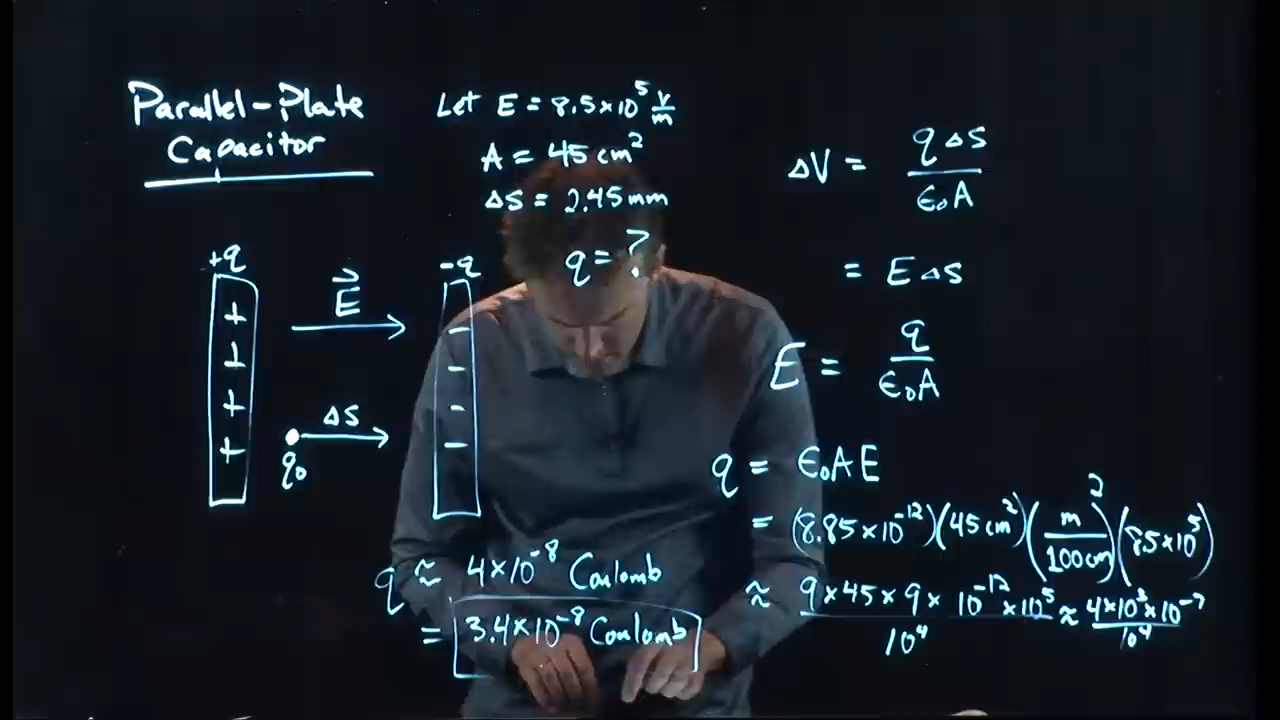 Parallel-Plate
Capacitor
Let E = 8.5×10⁵ V/m
A = 45 cm²
Δs = 2.45 mm
q = ?
+q
-q
E⃗
+
+
+
+
-
-
-
-
Δs
q₀
ΔV = qΔs/ϵ₀A
= EΔs
E = q/ϵ₀A
q = ϵ₀AE
= (8.85×10⁻¹²)(45 cm²)(m/100cm)²(8.5×10⁵)
≈ 9×45×9× 10⁻¹²×10⁵/10⁴ ≈ 4×10³×10⁻⁷/10⁴
q ≈ 4×10⁻⁸ Coulomb
= 3.4×10⁻⁸ Coulomb